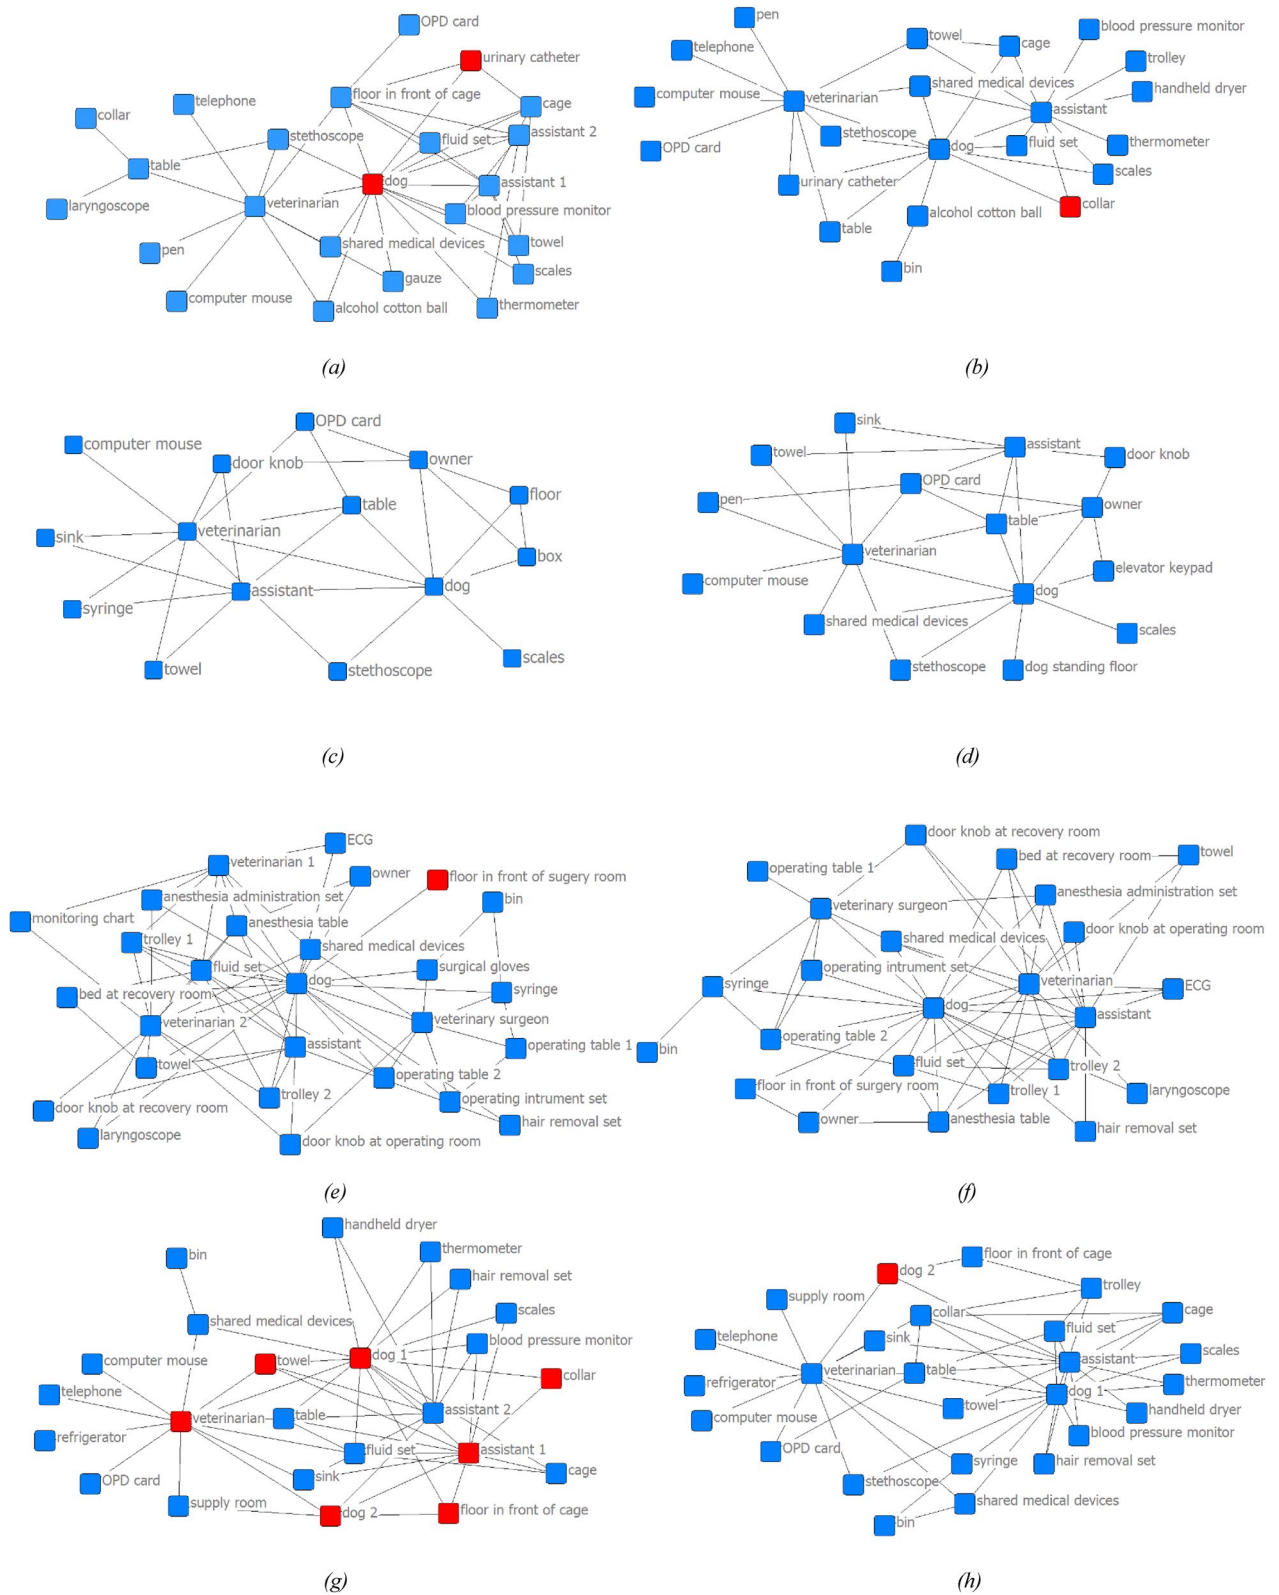 OPD card
urinary catheter
floor in front of cage
cage
telephone
collar
stethoscope
fluid set
assistant 2
table
dog
assistant 1
laryngoscope
veterinarian
blood pressure monitor
pen
shared medical devices
towel
gauze
scales
computer mouse
alcohol cotton ball
thermometer
(a)
pen
blood pressure monitor
towel
cage
telephone
trolley
shared medical devices
handheld dryer
computer mouse
veterinarian
assistant
stethoscope
dog
fluid set
thermometer
OPD card
scales
urinary catheter
collar
alcohol cotton ball
table
bin
(b)
OPD card
computer mouse
door knob
owner
floor
table
veterinarian
sink
box
assistant
dog
syringe
scales
towel
stethoscope
(c)
sink
assistant
towel
door knob
OPD card
pen
owner
table
veterinarian
elevator keypad
computer mouse
dog
shared medical devices
scales
stethoscope
dog standing floor
(d)
ECG
veterinarian 1
owner
floor in front of sugery room
anesthesia administration set
bin
monitoring chart
anesthesia table
trolley 1
shared medical devices
fluid set
surgical gloves
dog
syringe
bed at recovery room
veterinarian 2
veterinary surgeon
assistant
operating table 1
towel
operating table 2
trolley 2
operating intrument set
door knob at recovery room
hair removal set
laryngoscope
door knob at operating room
(e)
door knob at recovery room
bed at recovery room
towel
operating table 1
anesthesia administration set
veterinary surgeon
door knob at operating room
shared medical devices
operating intrument set
veterinarian
syringe
ECG
dog
assistant
operating table 2
bin
fluid set
trolley 2
floor in front of surgery room
trolley 1
laryngoscope
owner
anesthesia table
hair removal set
(f)
handheld dryer
bin
thermometer
hair removal set
scales
shared medical devices
blood pressure monitor
computer mouse
towel
dog 1
collar
telephone
veterinarian
table
assistant 2
refrigerator
fluid set
assistant 1
OPD card
sink
cage
supply room
dog 2
floor in front of cage
(g)
floor in front of cage
dog 2
trolley
supply room
collar
cage
telephone
sink
fluid set
scales
veterinarian
table
assistant
refrigerator
dog 1
thermometer
computer mouse
towel
handheld dryer
OPD card
blood pressure monitor
stethoscope
syringe
hair removal set
shared medical devices
bin
(h)